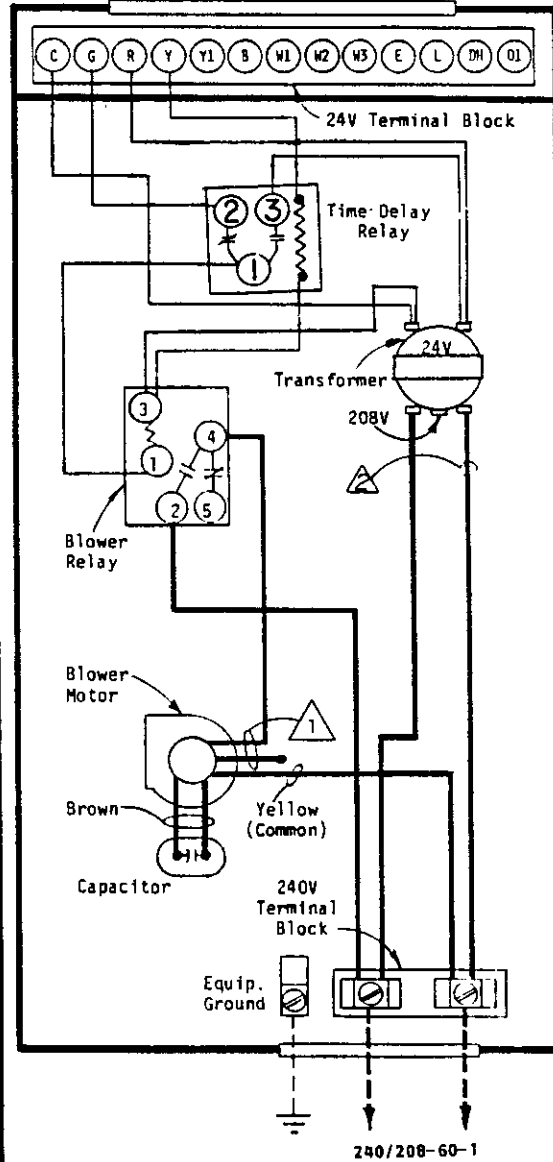 C G R Y Y1 B W1 W2 W3 E L DH O1
24V Terminal Block
2 3
Time Delay
Relay
1
24V
Transformer
208V
3
4
1
2
2 5
Blower
Relay
Blower
Motor
1
Brown
Yellow
(Common)
Capacitor
240V
Terminal
Block
Equip.
Ground
240/208-60-1